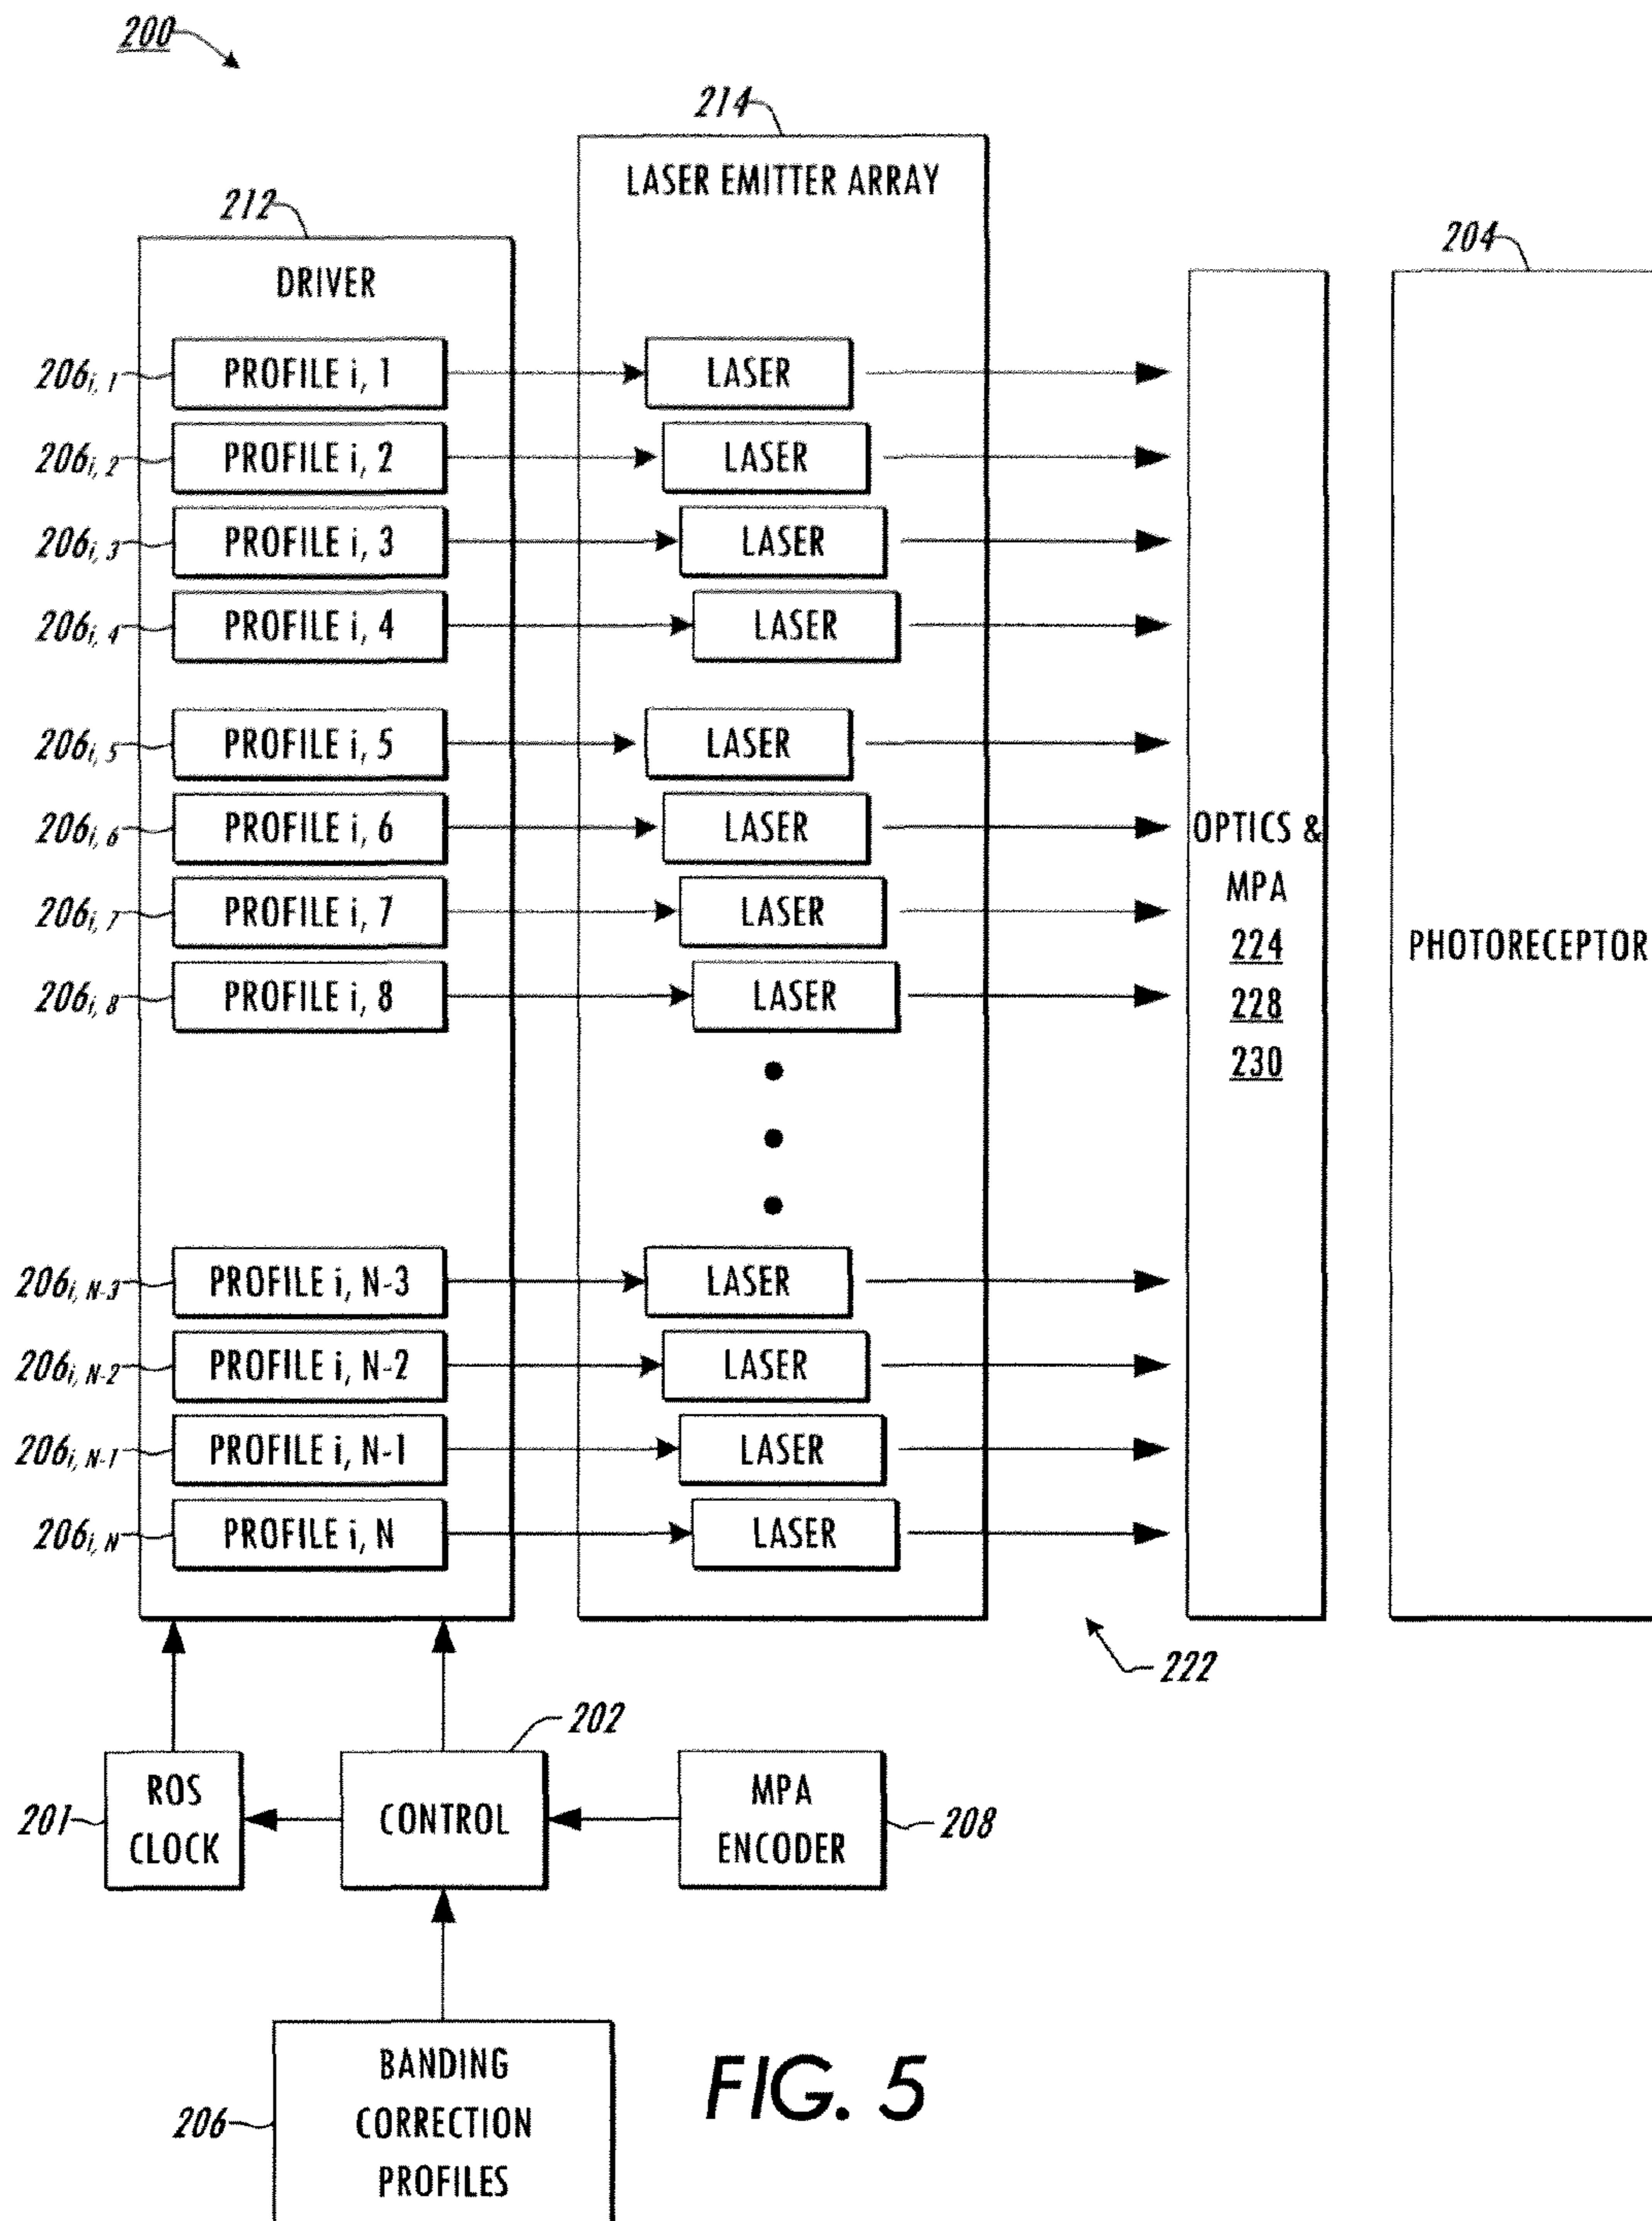 200
214
LASER EMITTER ARRAY
212
DRIVER
204
206i, 1 PROFILE i, 1 LASER
206i, 2 PROFILE i, 2 LASER
206i, 3 PROFILE i, 3 LASER
206i, 4 PROFILE i, 4 LASER
206i, 5 PROFILE i, 5 LASER
206i, 6 PROFILE i, 6 LASER
206i, 7 PROFILE i, 7 LASER
206i, 8 PROFILE i, 8 LASER
OPTICS &
MPA
224
228
230
PHOTORECEPTOR
206i, N-3 PROFILE i, N-3 LASER
206i, N-2 PROFILE i, N-2 LASER
206i, N-1 PROFILE i, N-1 LASER
206i, N PROFILE i, N LASER
222
202
201
ROS
CLOCK
CONTROL
MPA
ENCODER
208
206
BANDING
CORRECTION
PROFILES
FIG. 5